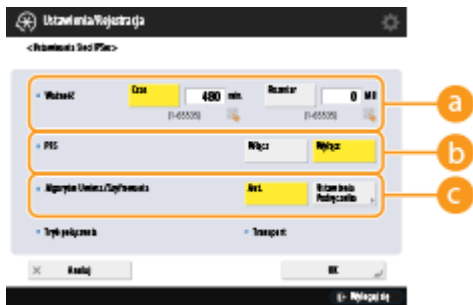 Ustawienia/Rejestracja
<Ustawienia Sieci IPSec>
Ważność Czas 480 min. Rozmiar 0 MB
(1-65535) (1-65535)
a
PFS Włącz Wyłącz
b
Algorytm Uwierz./Szyfrowania Aut. Ustawienia Podręcznika
c
Tryb połączenia Transport
Anuluj OK
Wyloguj się